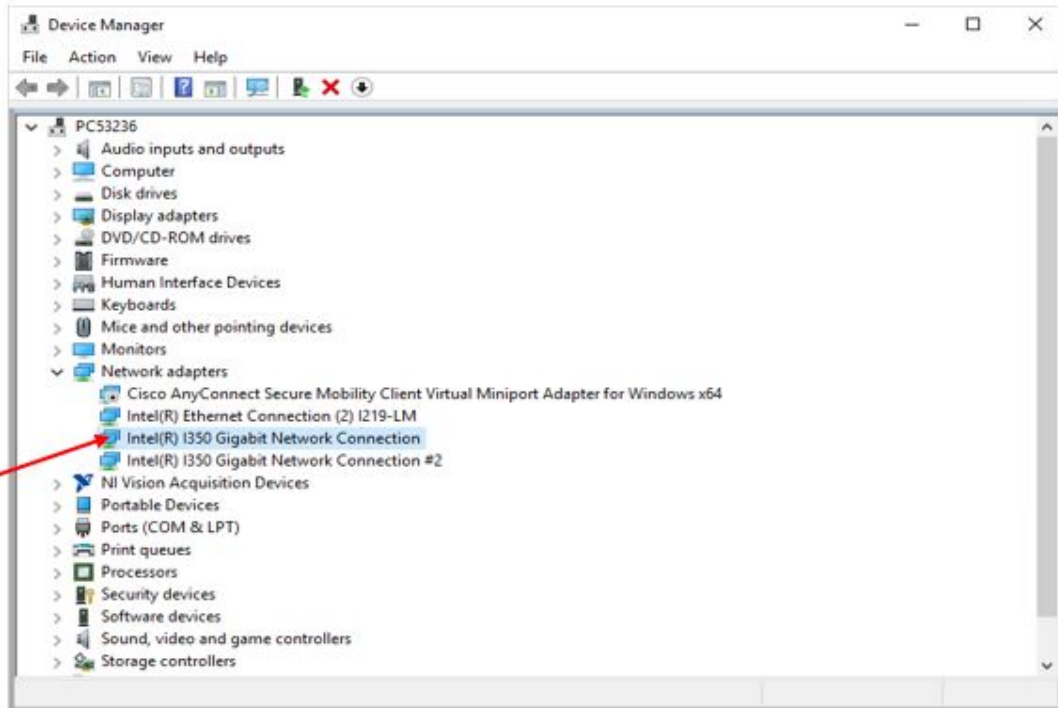 Device Manager
File Action View Help
PC53236
Audio inputs and outputs
Computer
Disk drives
Display adapters
DVD/CD-ROM drives
Firmware
Human Interface Devices
Keyboards
Mice and other pointing devices
Monitors
Network adapters
Cisco AnyConnect Secure Mobility Client Virtual Miniport Adapter for Windows x64
Intel(R) Ethernet Connection (2) I219-LM
Intel(R) I350 Gigabit Network Connection
Intel(R) I350 Gigabit Network Connection #2
NI Vision Acquisition Devices
Portable Devices
Ports (COM & LPT)
Print queues
Processors
Security devices
Software devices
Sound, video and game controllers
Storage controllers